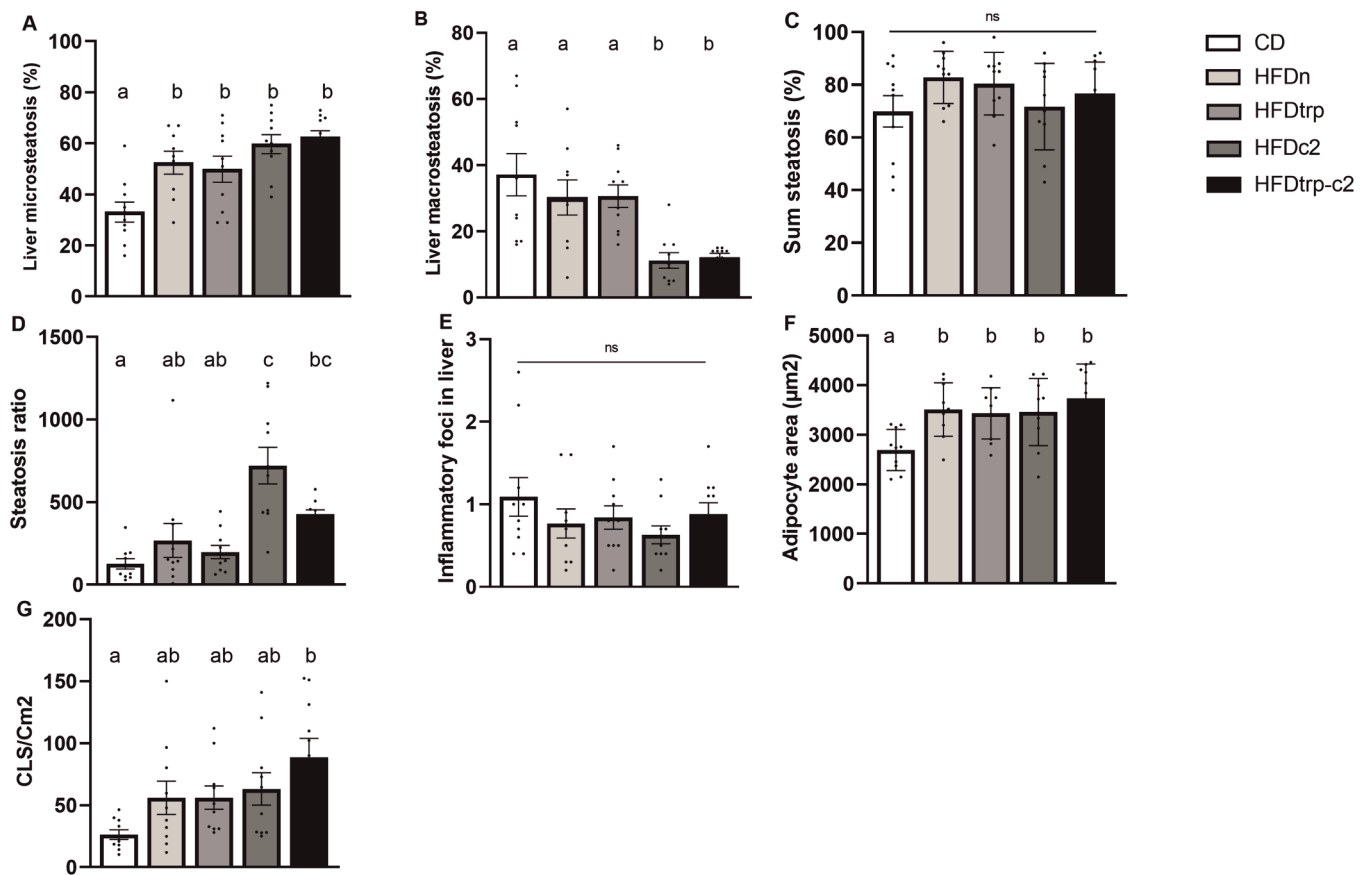 A
Liver microsteatosis (%)
100
80
60
40
20
0
a b b b b
B
Liver macrosteatosis (%)
80
60
40
20
0
a a a b b
C
Sum steatosis (%)
100
80
60
40
20
0
ns
CD
HFDn
HFDtrp
HFDc2
HFDtrp-c2
D
Steatosis ratio
1500
1000
500
0
a ab ab c bc
E
Inflammatory foci in liver
3
2
1
0
ns
F
Adipocyte area (µm2)
5000
4000
3000
2000
1000
0
a b b b b
G
CLS/Cm2
200
150
100
50
0
a ab ab ab b